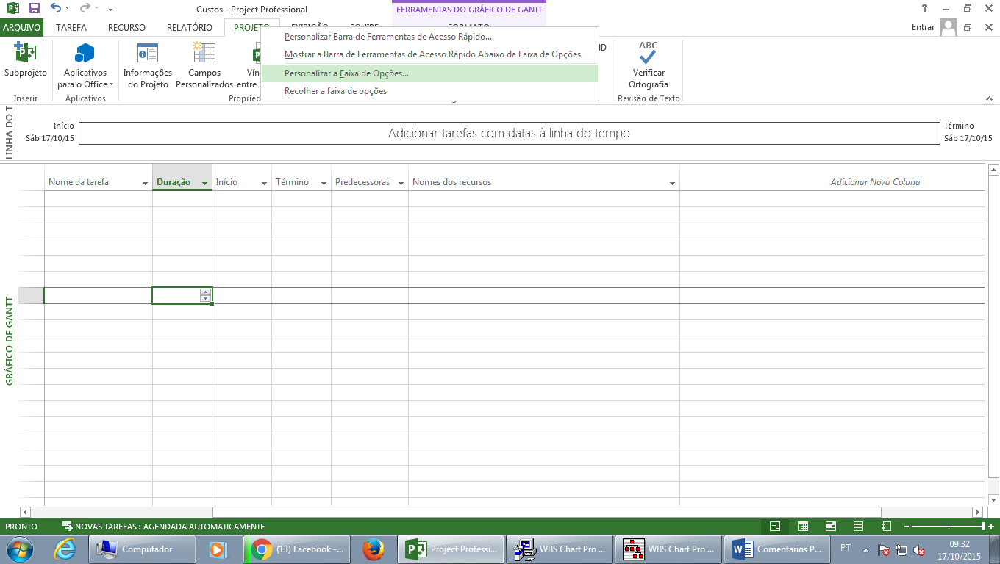 Custos - Project Professional
FERRAMENTAS DO GRÁFICO DE GANTT
?
ARQUIVO
TAREFA
RECURSO
RELATÓRIO
PROJETO
Entrar
Personalizar Barra de Ferramentas de Acesso Rápido...
Mostrar a Barra de Ferramentas de Acesso Rápido Abaixo da Faixa de Opções
Personalizar a Faixa de Opções...
Recolher a faixa de opções
Subprojeto
Inserir
Aplicativos
para o Office
Aplicativos
Informações
do Projeto
Campos
Personalizados
Vín
entre
Propried
ABC
Verificar
Ortografia
Revisão de Texto
LINHA DO T
Início
Sáb 17/10/15
Adicionar tarefas com datas à linha do tempo
Término
Sáb 17/10/15
Nome da tarefa
Duração
Início
Término
Predecessoras
Nomes dos recursos
Adicionar Nova Coluna
GRÁFICO DE GANTT
PRONTO
NOVAS TAREFAS : AGENDADA AUTOMATICAMENTE
Computador
(13) Facebook -...
Project Professi...
WBS Chart Pro ...
WBS Chart Pro ...
Comentarios P...
PT
09:32
17/10/2015